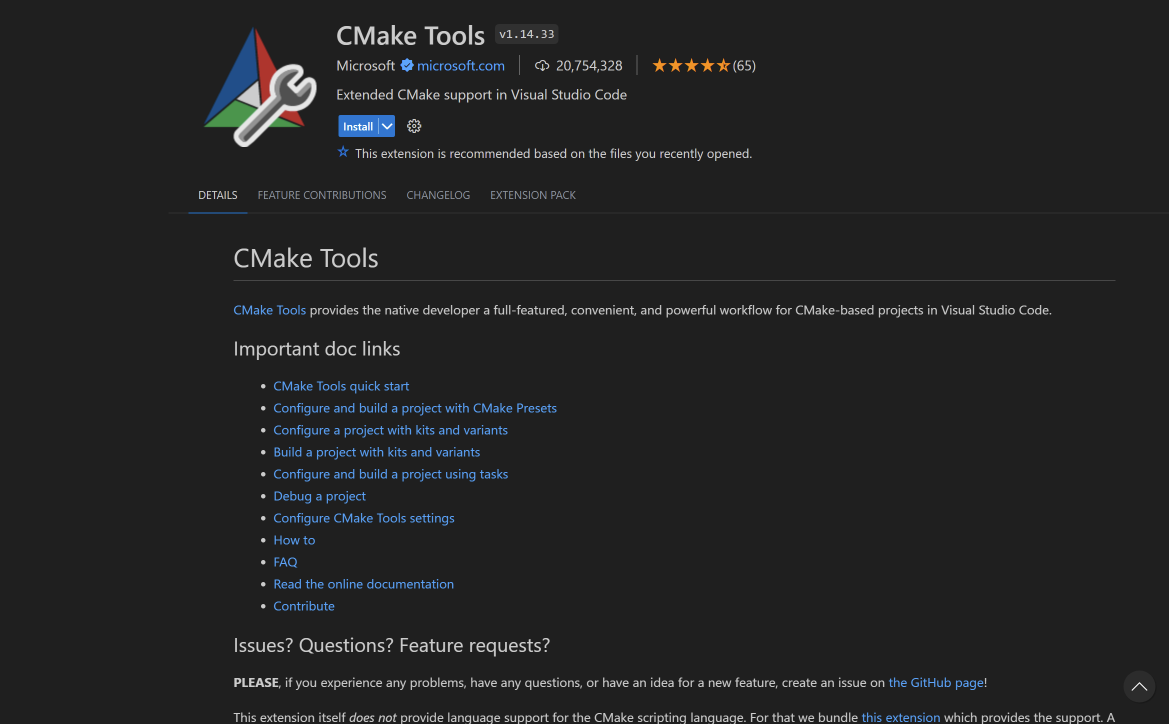 CMake Tools v1.14.33
Microsoft microsoft.com 20,754,328 (65)
Extended CMake support in Visual Studio Code
Install
This extension is recommended based on the files you recently opened.
DETAILS FEATURE CONTRIBUTIONS CHANGELOG EXTENSION PACK
CMake Tools
CMake Tools provides the native developer a full-featured, convenient, and powerful workflow for CMake-based projects in Visual Studio Code.
Important doc links
• CMake Tools quick start
• Configure and build a project with CMake Presets
• Configure a project with kits and variants
• Build a project with kits and variants
• Configure and build a project using tasks
• Debug a project
• Configure CMake Tools settings
• How to
• FAQ
• Read the online documentation
• Contribute
Issues? Questions? Feature requests?
PLEASE, if you experience any problems, have any questions, or have an idea for a new feature, create an issue on the GitHub page!
This extension itself does not provide language support for the CMake scripting language. For that we bundle this extension which provides the support. A